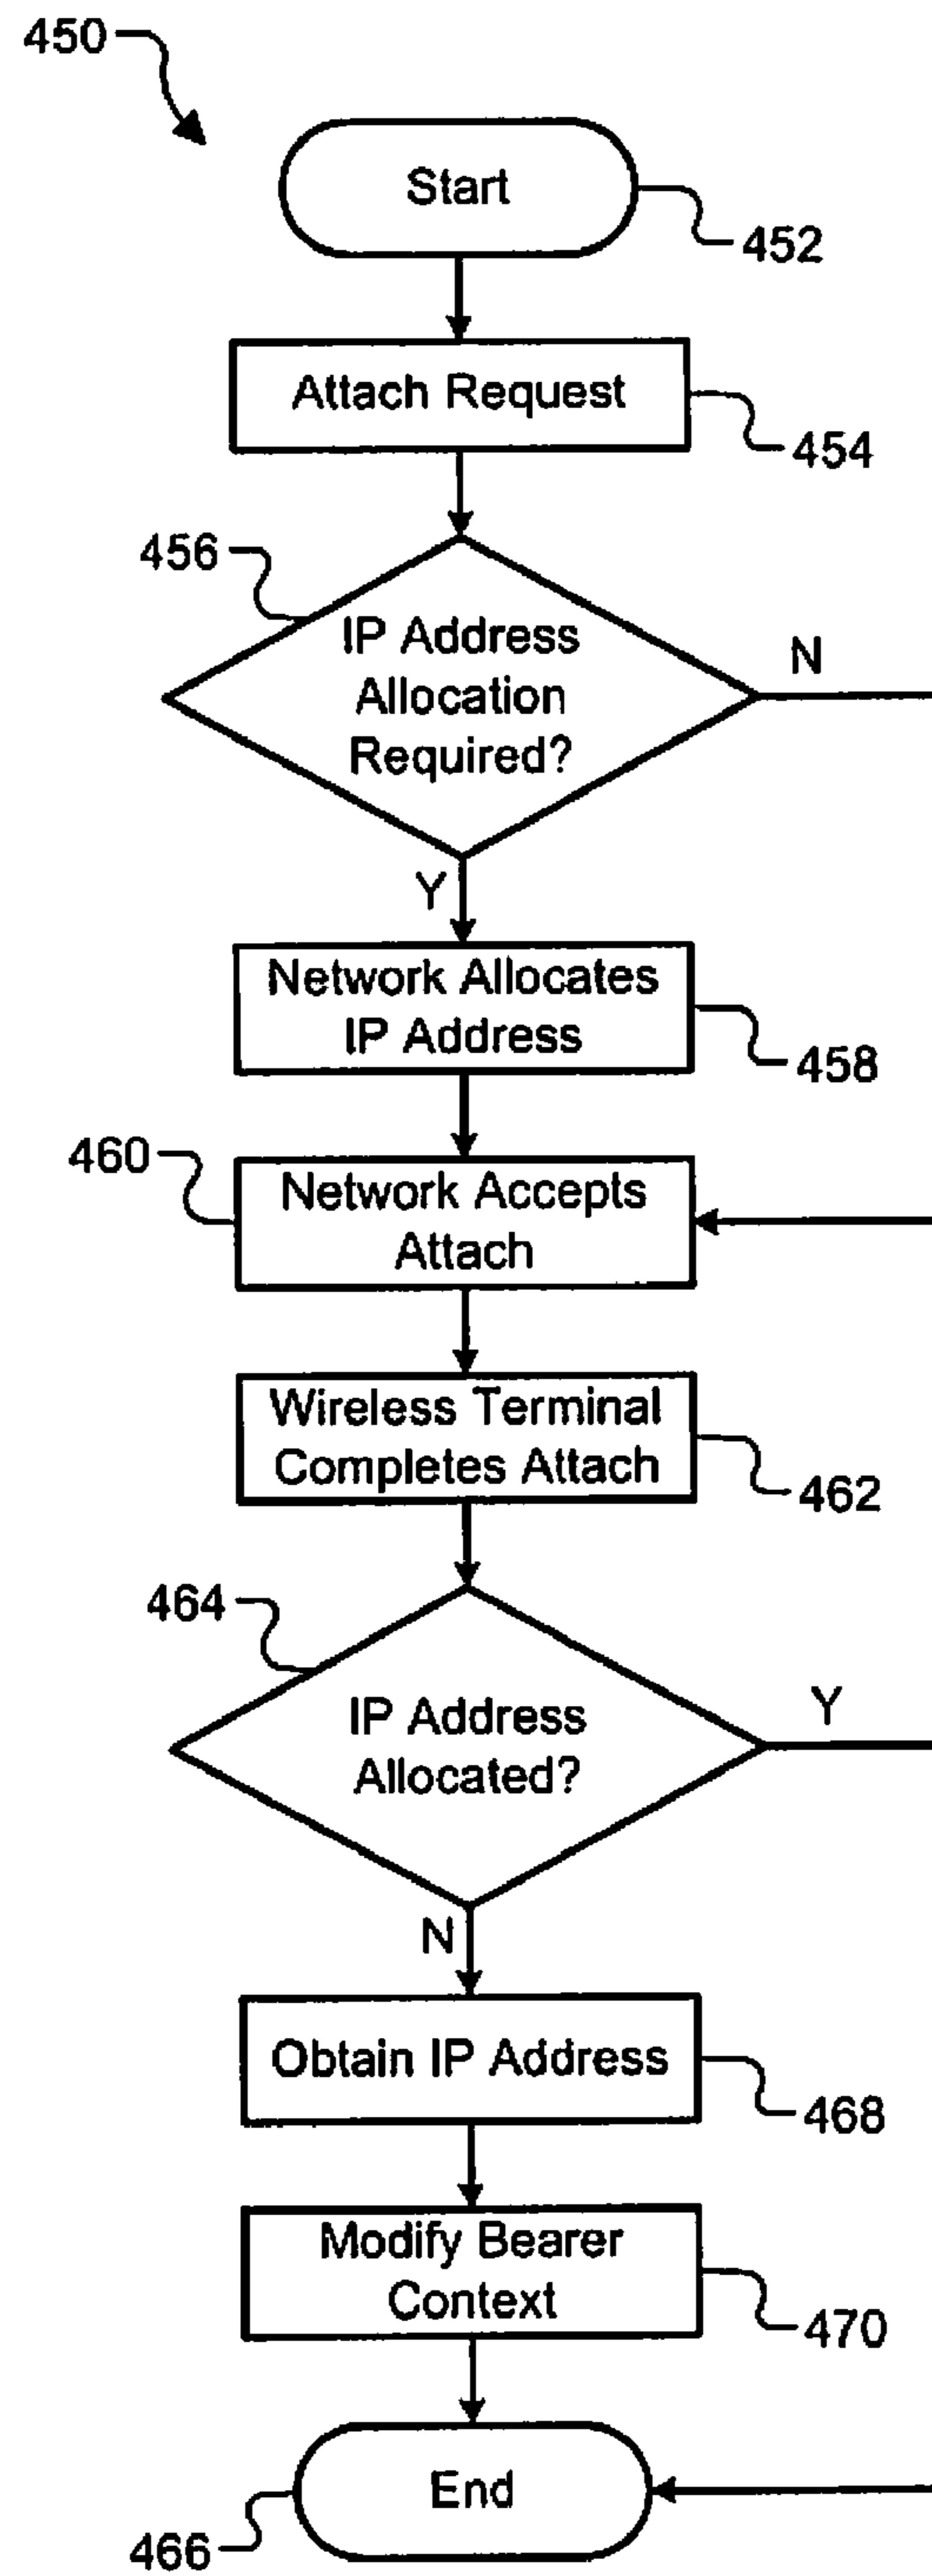 450
Start
452
Attach Request
454
456
IP Address
Allocation
Required?
N
Y
Network Allocates
IP Address
458
460
Network Accepts
Attach
Wireless Terminal
Completes Attach
462
464
IP Address
Allocated?
Y
N
Obtain IP Address
468
Modify Bearer
Context
470
End
466